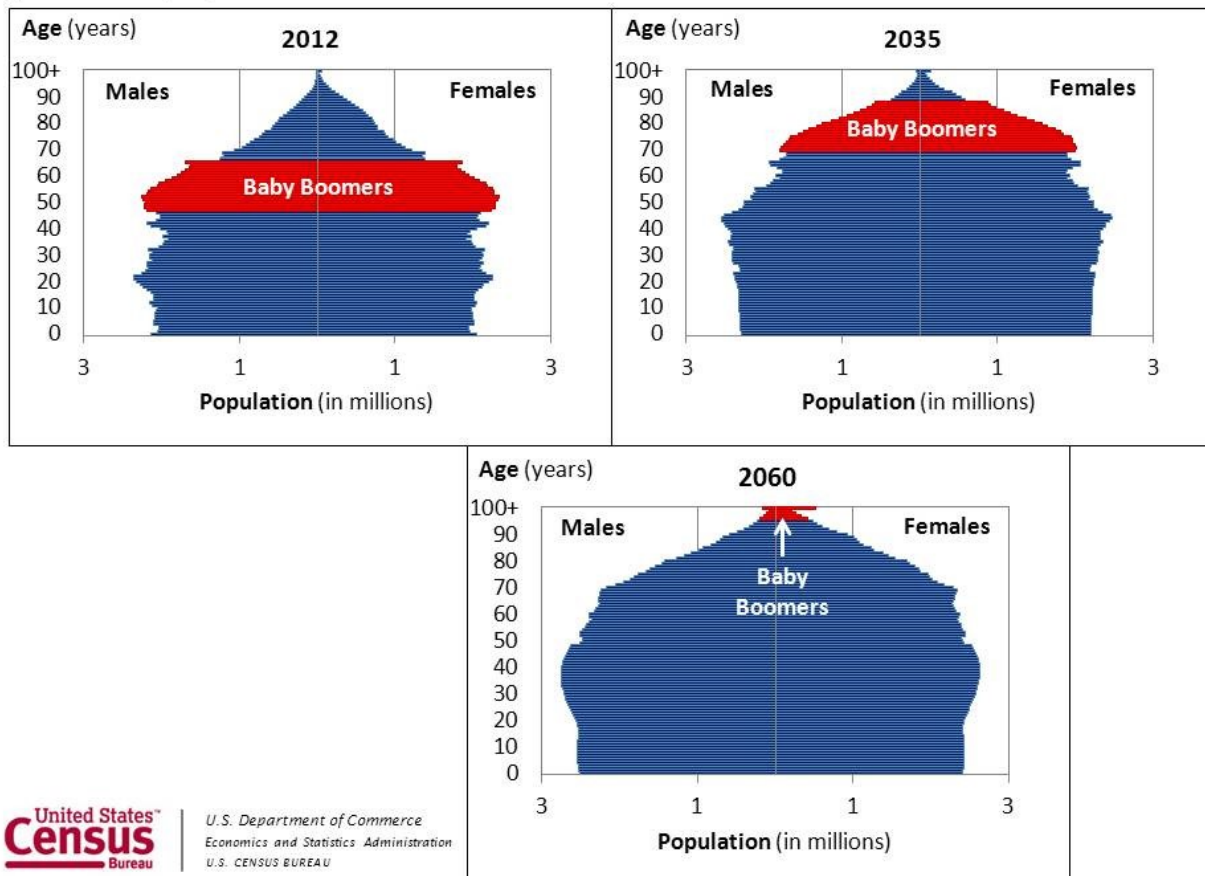 Age (years)
2012
100+
Males
Females
90
80
70
60
Baby Boomers
50
40
30
20
10
0
3
1
1
3
Population (in millions)
Age (years)
2035
100+
Males
Females
90
80
Baby Boomers
70
60
50
40
30
20
10
0
3
1
1
3
Population (in millions)
Age (years)
2060
100+
Males
Females
90
80
Baby
70
Boomers
60
50
40
30
20
10
0
3
1
1
3
Population (in millions)
United States™
Census
Bureau
U.S. Department of Commerce
Economics and Statistics Administration
U.S. CENSUS BUREAU